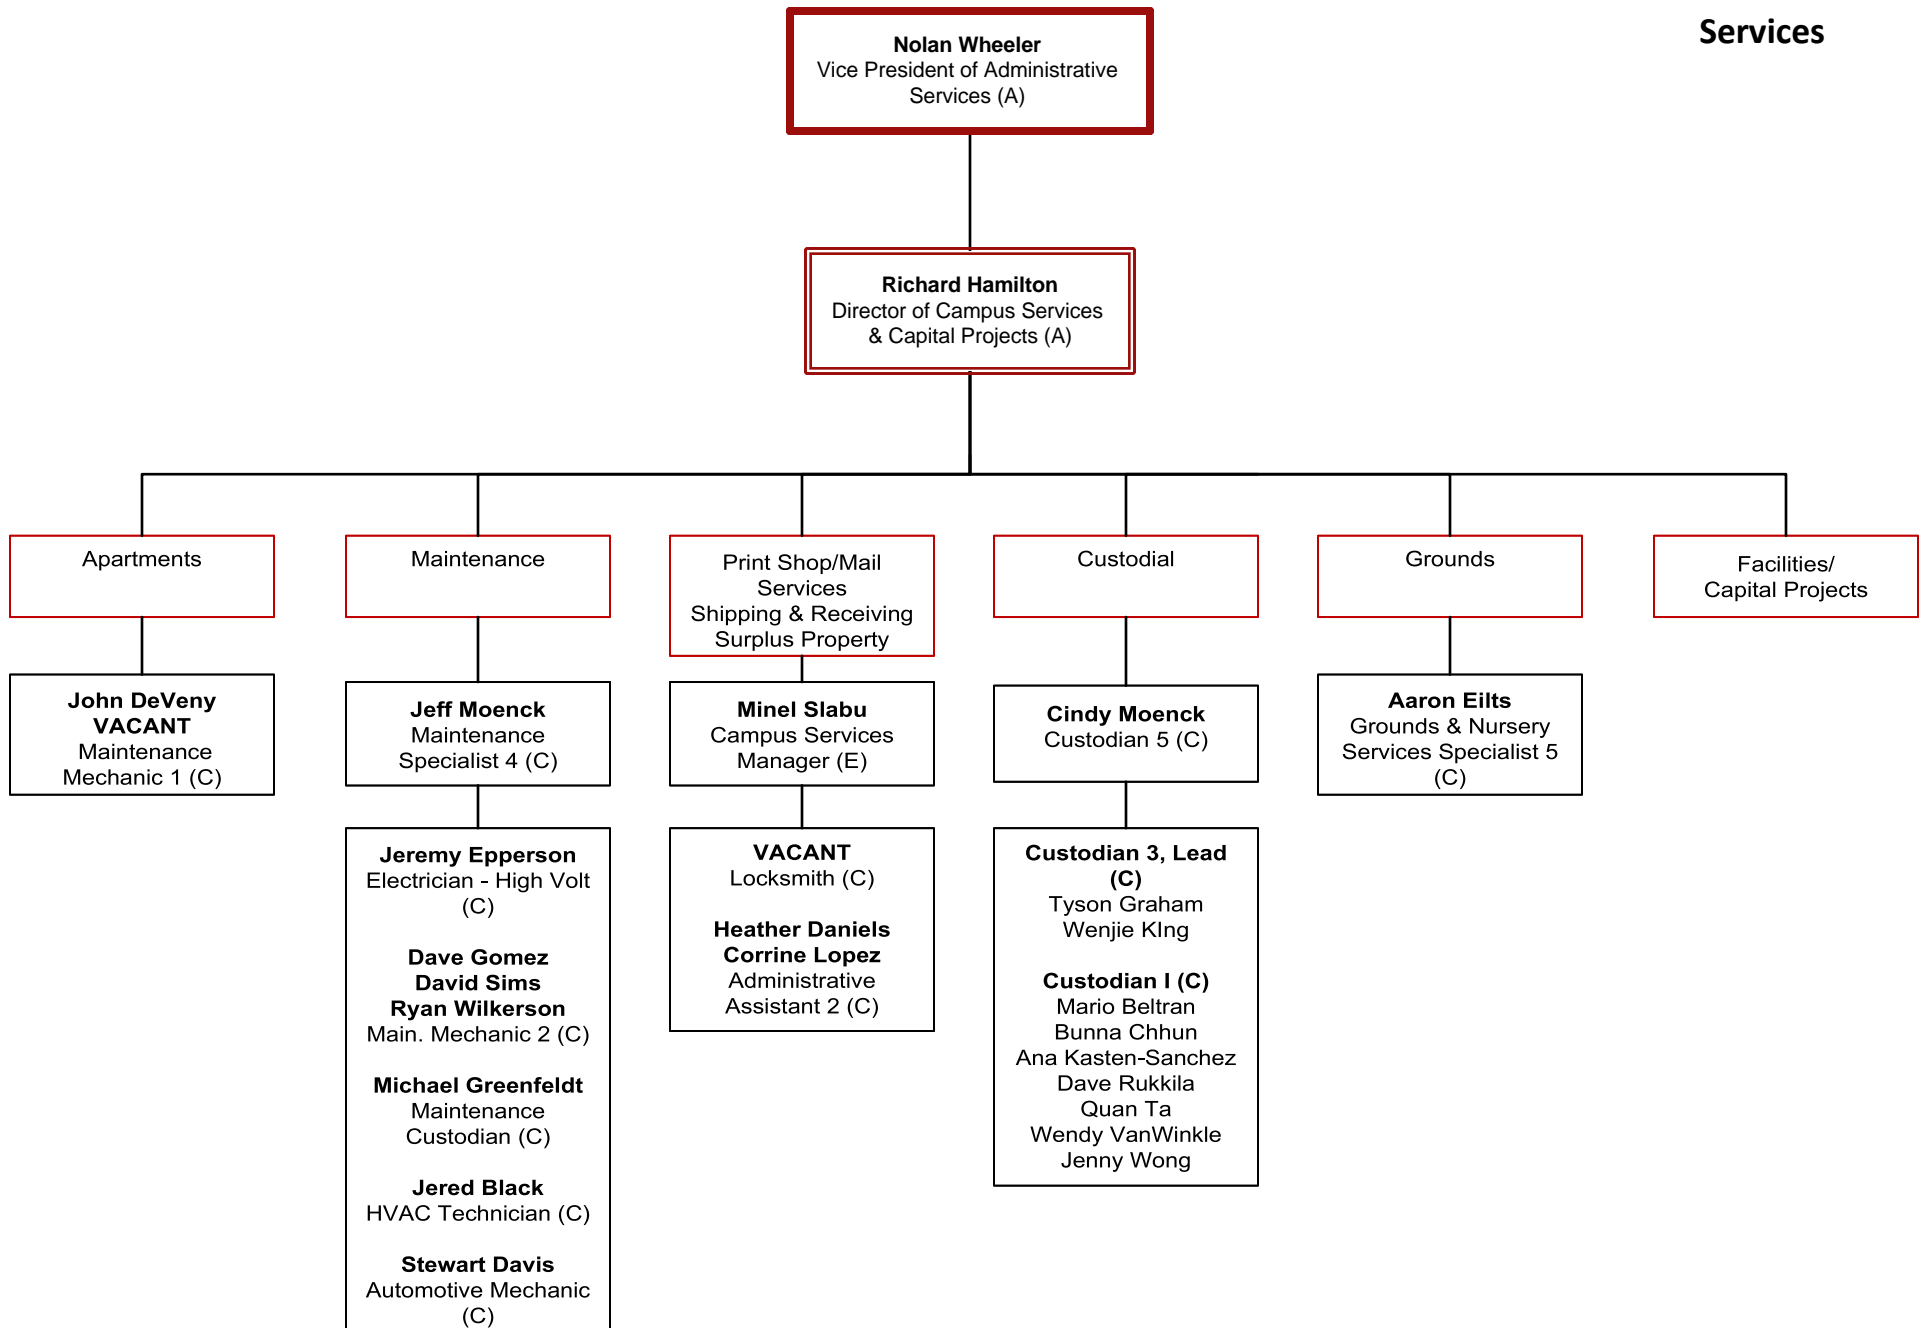 Services
Nolan Wheeler
Vice President of Administrative
Services (A)
Richard Hamilton
Director of Campus Services
& Capital Projects (A)
Apartments
John DeVeny
VACANT
Maintenance
Mechanic 1 (C)
Maintenance
Jeff Moenck
Maintenance
Specialist 4 (C)
Jeremy Epperson
Electrician - High Volt
(C)
Dave Gomez
David Sims
Ryan Wilkerson
Main. Mechanic 2 (C)
Michael Greenfeldt
Maintenance
Custodian (C)
Jered Black
HVAC Technician (C)
Stewart Davis
Automotive Mechanic
(C)
Print Shop/Mail
Services
Shipping & Receiving
Surplus Property
Minel Slabu
Campus Services
Manager (E)
VACANT
Locksmith (C)
Heather Daniels
Corrine Lopez
Administrative
Assistant 2 (C)
Custodial
Cindy Moenck
Custodian 5 (C)
Custodian 3, Lead
(C)
Tyson Graham
Wenjie KIng
Custodian I (C)
Mario Beltran
Bunna Chhun
Ana Kasten-Sanchez
Dave Rukkila
Quan Ta
Wendy VanWinkle
Jenny Wong
Grounds
Aaron Eilts
Grounds & Nursery
Services Specialist 5
(C)
Facilities/
Capital Projects